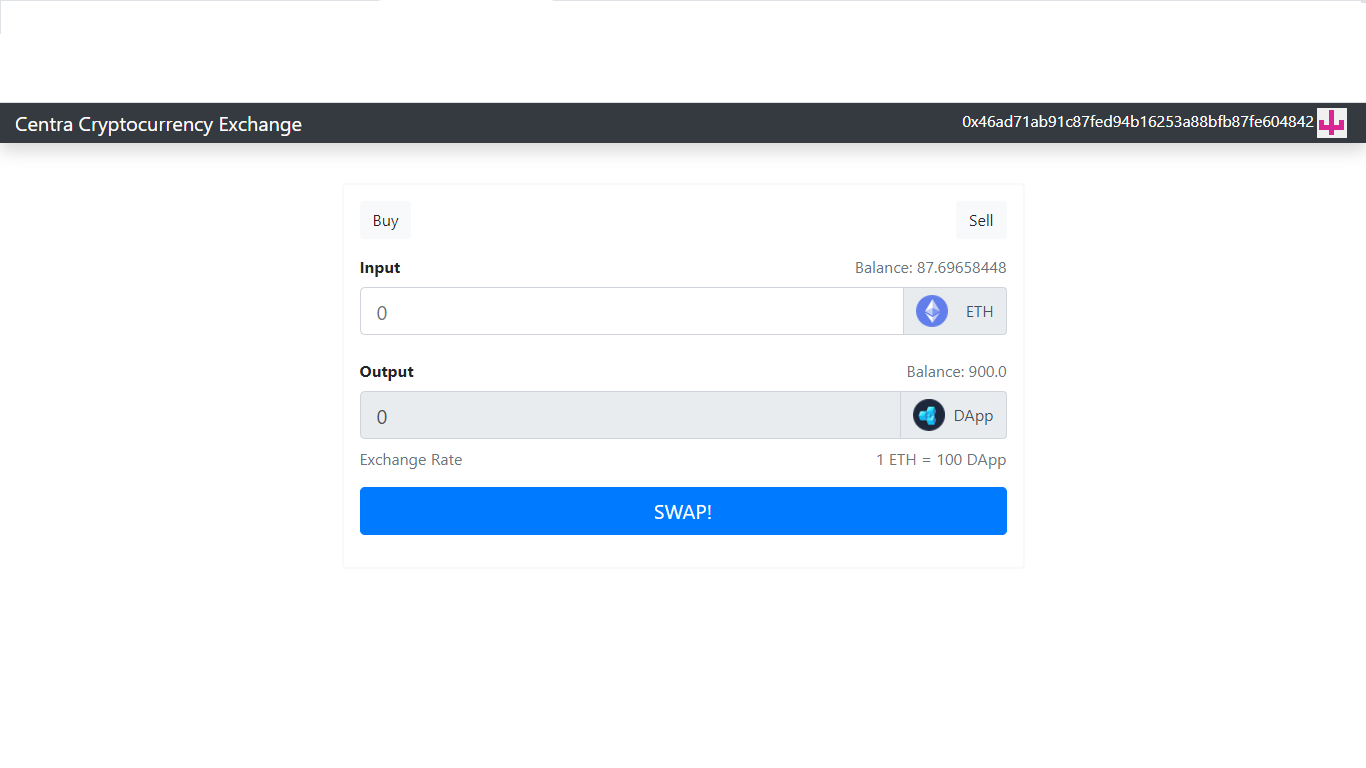 Centra Cryptocurrency Exchange 0x46ad71ab91c87fed94b16253a88bfb87fe604842
Buy Sell
Input Balance: 87.69658448
0 ETH
Output Balance: 900.0
0 DApp
Exchange Rate 1 ETH = 100 DApp
SWAP!